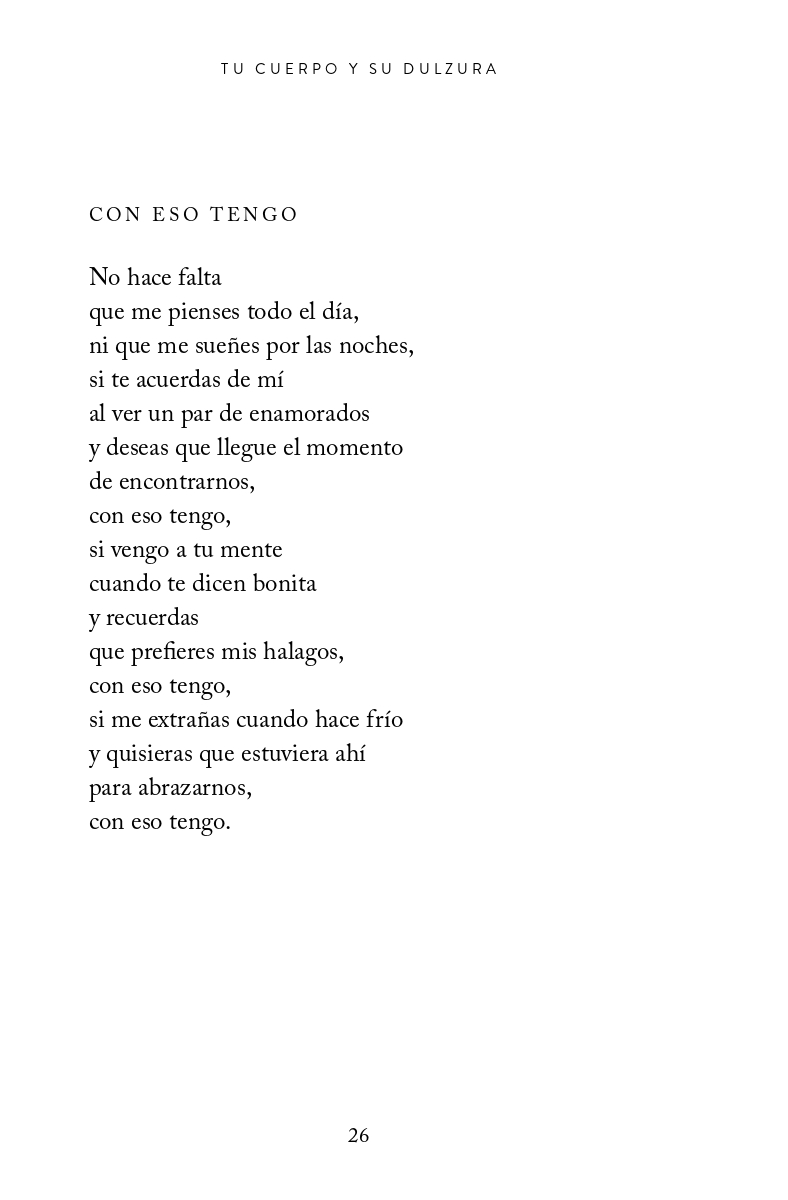 TU CUERPO Y SU DULZURA
CON ESO TENGO
No hace falta
que me pienses todo el día,
ni que me sueñes por las noches,
si te acuerdas de mí
al ver un par de enamorados
y deseas que llegue el momento
de encontrarnos,
con eso tengo,
si vengo a tu mente
cuando te dicen bonita
y recuerdas
que prefieres mis halagos,
con eso tengo,
si me extrañas cuando hace frío
y quisieras que estuviera ahí
para abrazarnos,
con eso tengo.
26